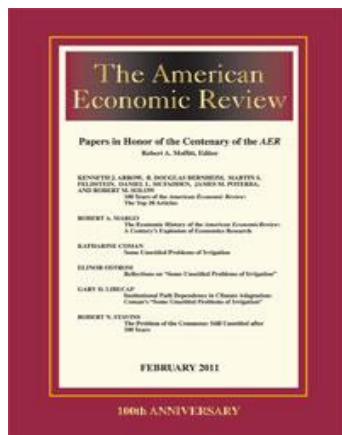 The American
Economic Review
Papers in Honor of the Centenary of the AER
Robert A. Moffitt, Editor
KENNETH J. ARROW, B. DOUGLAS BERNHEIM, MARTIN S.
FELDSTEIN, DANIEL L. MCFADDEN, JAMES M. POTERBA,
AND ROBERT M. SOLOW
100 Years of the American Economic Review:
The Top 20 Articles
ROBERT A. MARGO
The Economic History of the American Economic Review:
A Century's Explosion of Economics Research
KATHARINE COMAN
Some Unsettled Problems of Irrigation
ELINOR OSTROM
Reflections on "Some Unsettled Problems of Irrigation"
GARY D. LIBECAP
Institutional Path Dependence in Climate Adaptation:
Coman's "Some Unsettled Problems of Irrigation"
ROBERT N. STAVINS
The Problem of the Commons: Still Unsettled after
100 Years
FEBRUARY 2011
100th ANNIVERSARY